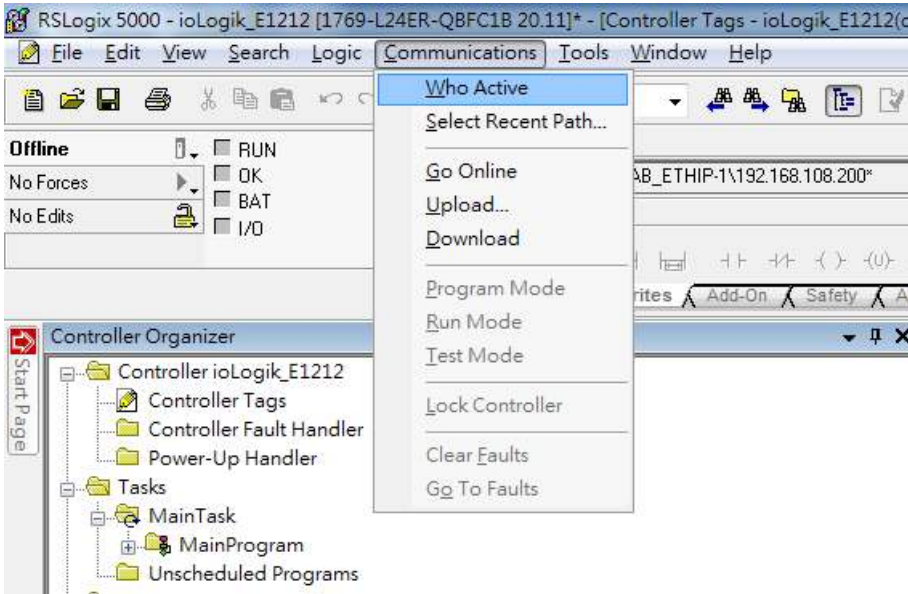 RSLogix 5000 - ioLogik_E1212 [1769-L24ER-QBFC1B 20.11]* - [Controller Tags - ioLogik_E1212(c
File Edit View Search Logic Communications Tools Window Help
Who Active
Select Recent Path...
Go Online
Upload...
Download
Program Mode
Run Mode
Test Mode
Lock Controller
Clear Faults
Go To Faults
Offline
RUN
No Forces
OK
BAT
No Edits
I/O
AB_ETHIP-1\192.168.108.200*
rites Add-On Safety A
Start Page
Controller Organizer
Controller ioLogik_E1212
Controller Tags
Controller Fault Handler
Power-Up Handler
Tasks
MainTask
MainProgram
Unscheduled Programs